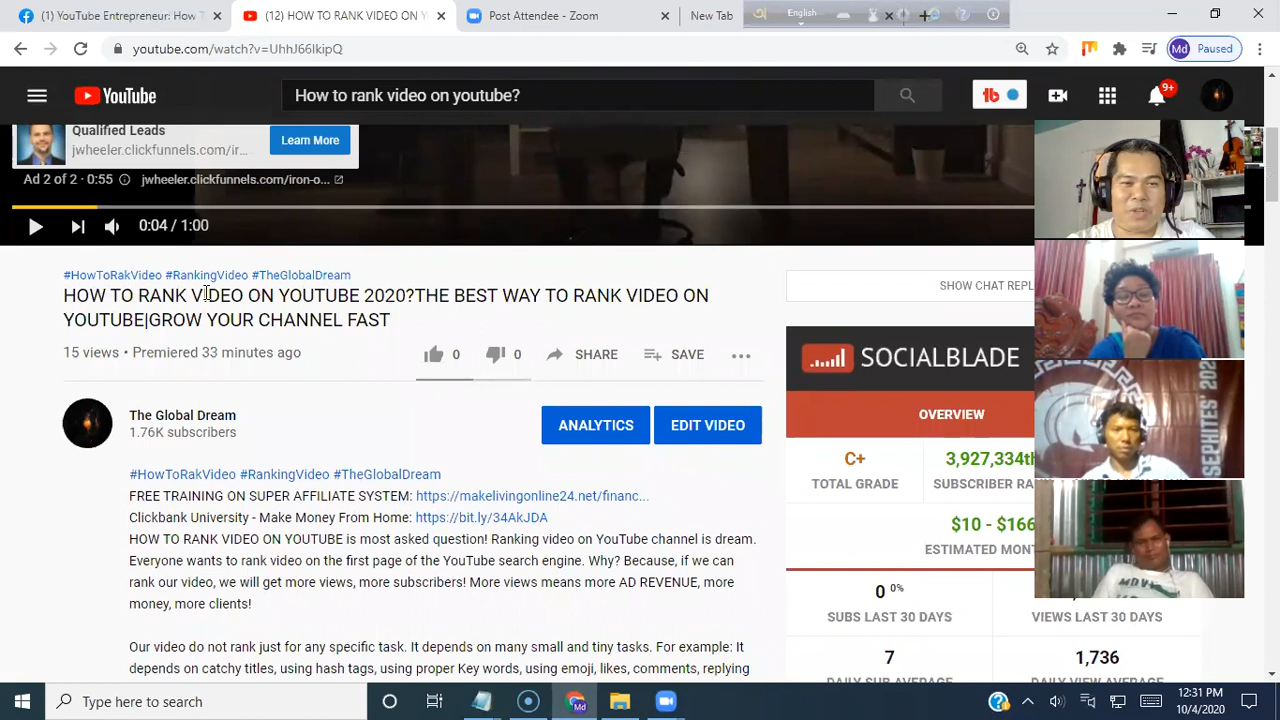 (1) YouTube Entrepreneur: How T
(12) HOW TO RANK VIDEO ON Y
Post Attendee - Zoom
New Tab
English
youtube.com/watch?v=UhhJ66lkipQ
Md Paused
YouTube
How to rank video on youtube?
9+
Qualified Leads
jwheeler.clickfunnels.com/ir...
Learn More
Ad 2 of 2 · 0:55 jwheeler.clickfunnels.com/iron-o...
0:04 / 1:00
#HowToRakVideo #RankingVideo #TheGlobalDream
HOW TO RANK VIDEO ON YOUTUBE 2020?THE BEST WAY TO RANK VIDEO ON
YOUTUBE|GROW YOUR CHANNEL FAST
15 views • Premiered 33 minutes ago
0 0 SHARE SAVE
The Global Dream
1.76K subscribers
ANALYTICS EDIT VIDEO
#HowToRakVideo #RankingVideo #TheGlobalDream
FREE TRAINING ON SUPER AFFILIATE SYSTEM: https://makelivingonline24.net/financ...
Clickbank University - Make Money From Home: https://bit.ly/34AkJDA
HOW TO RANK VIDEO ON YOUTUBE is most asked question! Ranking video on YouTube channel is dream.
Everyone wants to rank video on the first page of the YouTube search engine. Why? Because, if we can
rank our video, we will get more views, more subscribers! More views means more AD REVENUE, more
money, more clients!
Our video do not rank just for any specific task. It depends on many small and tiny tasks. For example: It
depends on catchy titles, using hash tags, using proper Key words, using emoji, likes, comments, replying
SHOW CHAT REPL
SOCIALBLADE
OVERVIEW
C+
TOTAL GRADE
3,927,334th
SUBSCRIBER RA
$10 - $166
ESTIMATED MONT
0 0%
SUBS LAST 30 DAYS
VIEWS LAST 30 DAYS
7
DAILY SUB AVERAGE
1,736
DAILY VIEW AVERAGE
SEPHITES' 202
Type here to search
12:31 PM
10/4/2020